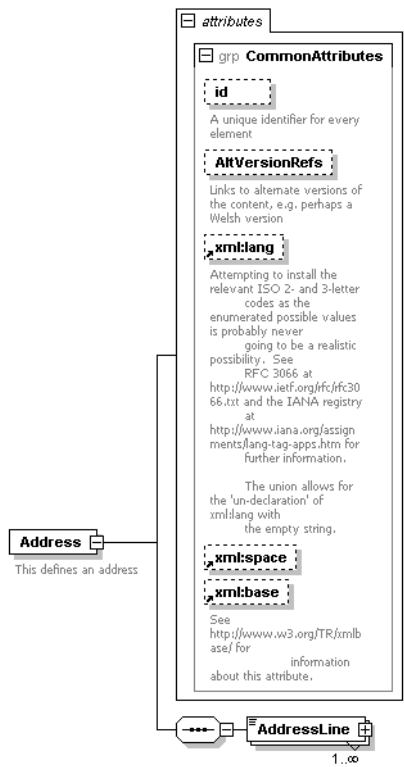 attributes
grp CommonAttributes
id
A unique identifier for every
element
AltVersionRefs
Links to alternate versions of
the content, e.g. perhaps a
Welsh version
xml:lang
Attempting to install the
relevant ISO 2- and 3-letter
codes as the
enumerated possible values
is probably never
going to be a realistic
possibility. See
RFC 3066 at
http://www.ietf.org/rfc/rfc30
66.txt and the IANA registry
at
http://www.iana.org/assign
ments/lang-tag-apps.htm for
further information.
The union allows for
the 'un-declaration' of
xml:lang with
the empty string.
Address
This defines an address
xml:space
xml:base
See
http://www.w3.org/TR/xmlb
ase/ for
information
about this attribute.
AddressLine
1..∞